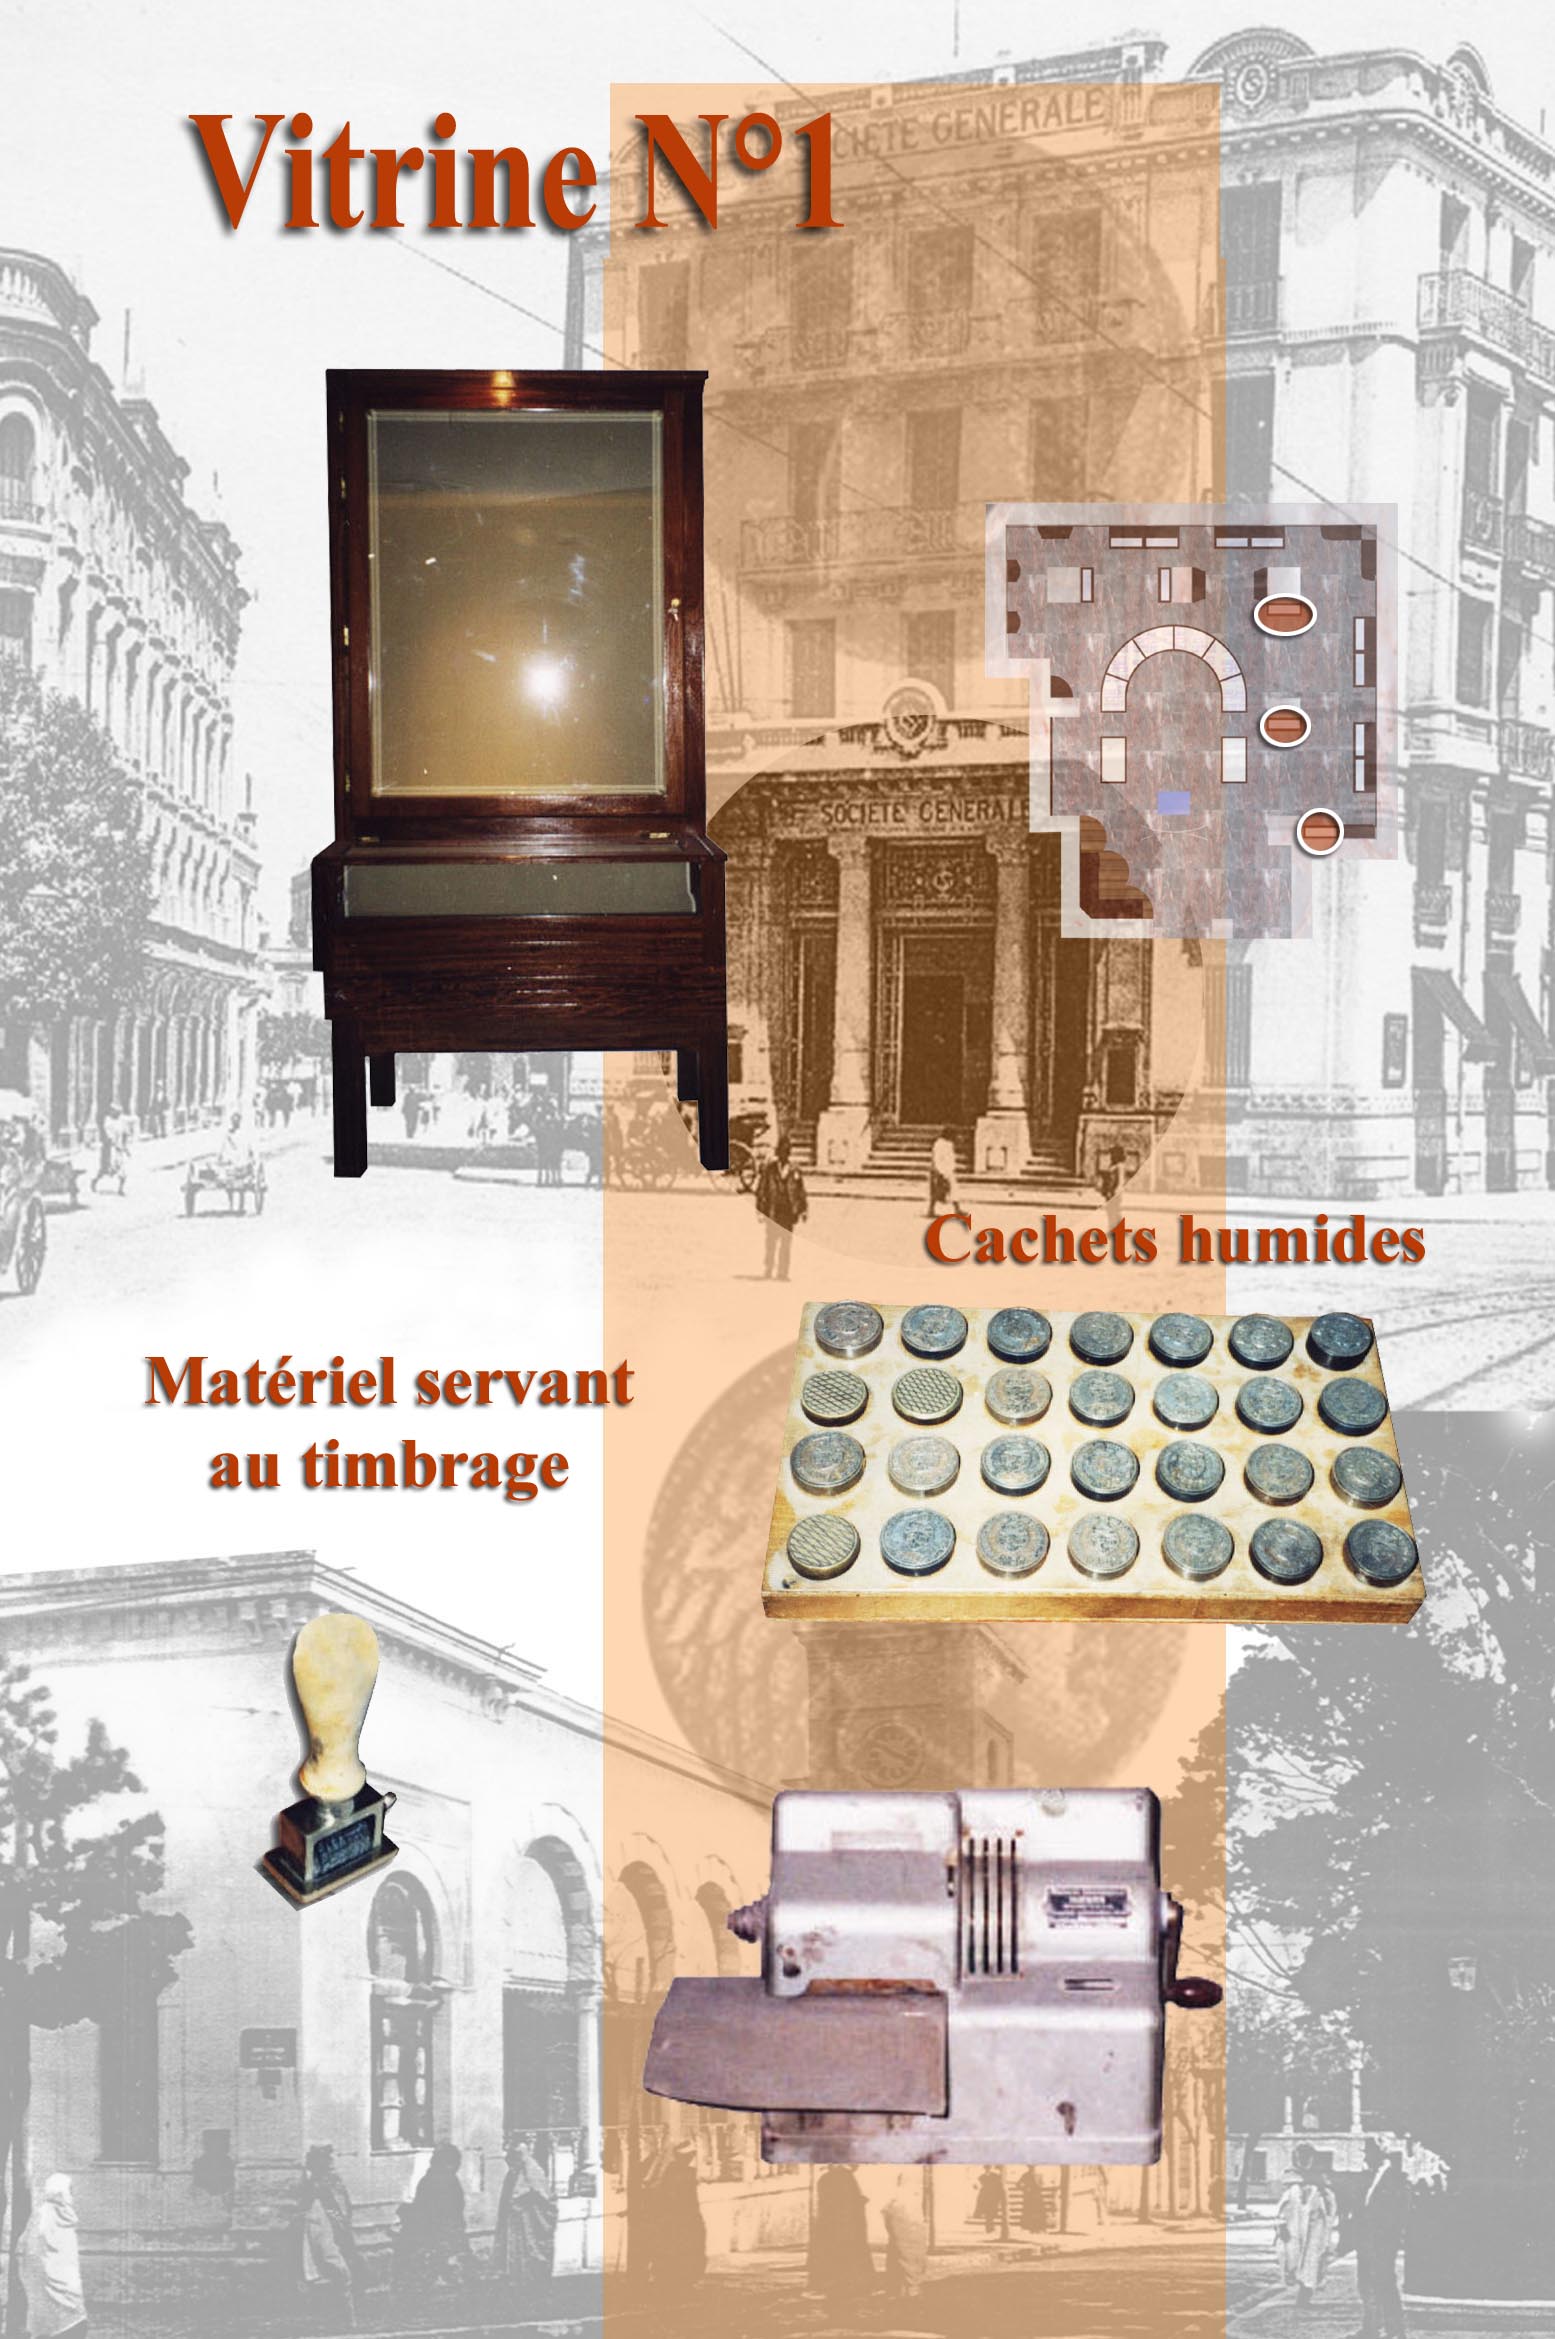 Vitrine N°1
SOCIETE GENERALE
SOCIETE GENERALE
Cachets humides
Matériel servant
au timbrage